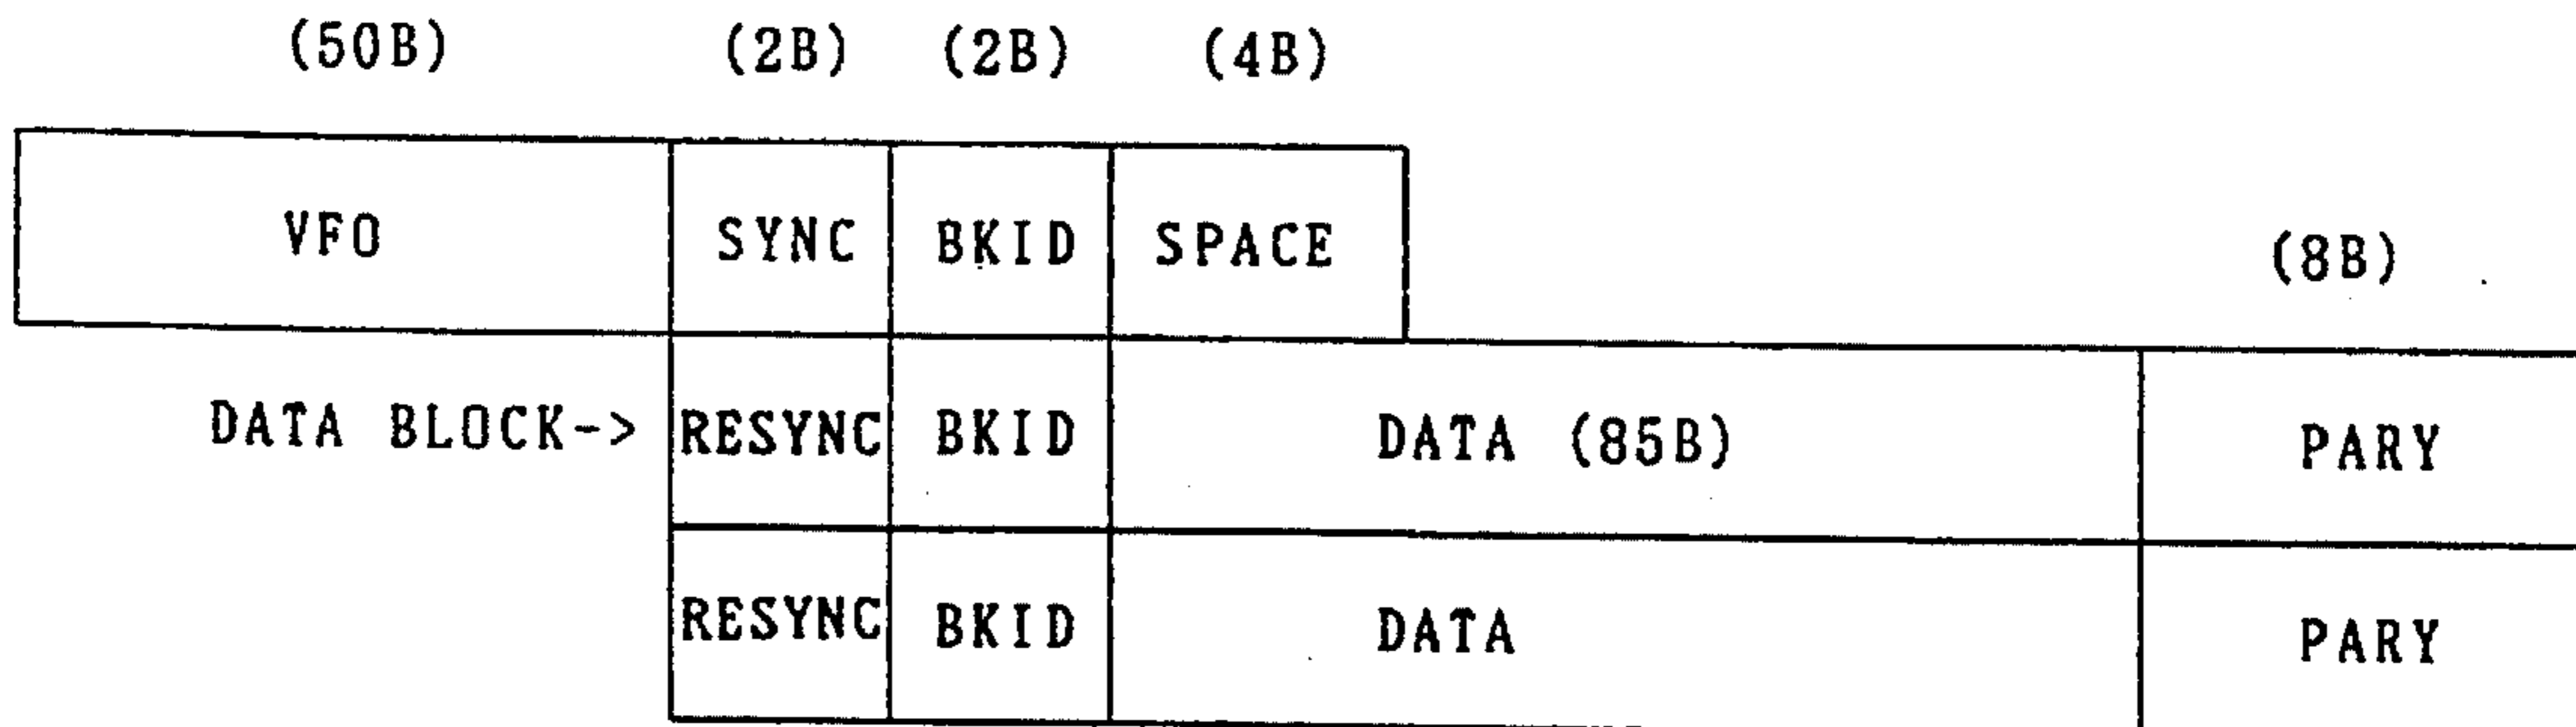 (50B) (2B) (2B) (4B)
VFO SYNC BKID SPACE (8B)
DATA BLOCK-> RESYNC BKID DATA (85B) PARY
RESYNC BKID DATA PARY